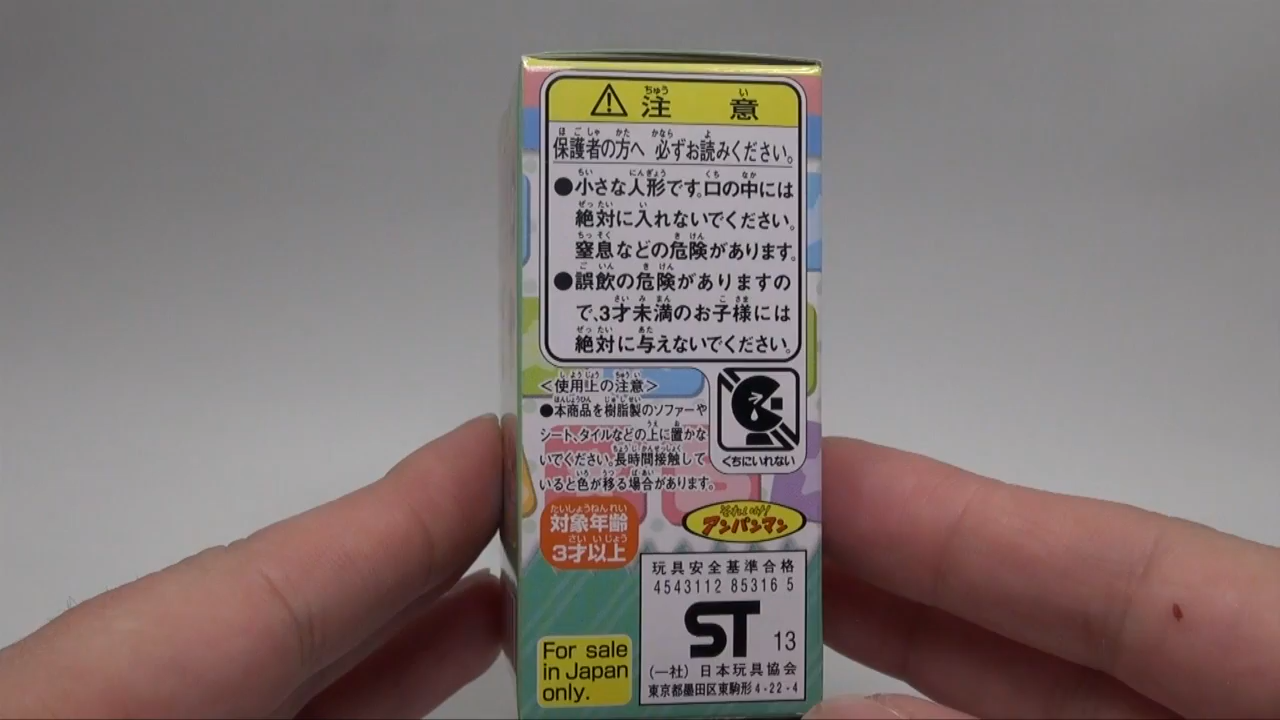 注意
保護者の方へ 必ずお読みください。
●小さな人形です。口の中には
絶対に入れないでください。
窒息などの危険があります。
●誤飲の危険がありますの
で、3才未満のお子様には
絶対に与えないでください。
＜使用上の注意＞
●本商品を樹脂製のソファーや
シート、タイルなどの上に置かな
いでください。長時間接触して
いると色が移る場合があります。
くちにいれない
対象年齢
3才以上
それいけ!
アンパンマン
玩具安全基準合格
4543112 85316 5
ST 13
(一社) 日本玩具協会
東京都墨田区東駒形4-22-4
For sale
in Japan
only.